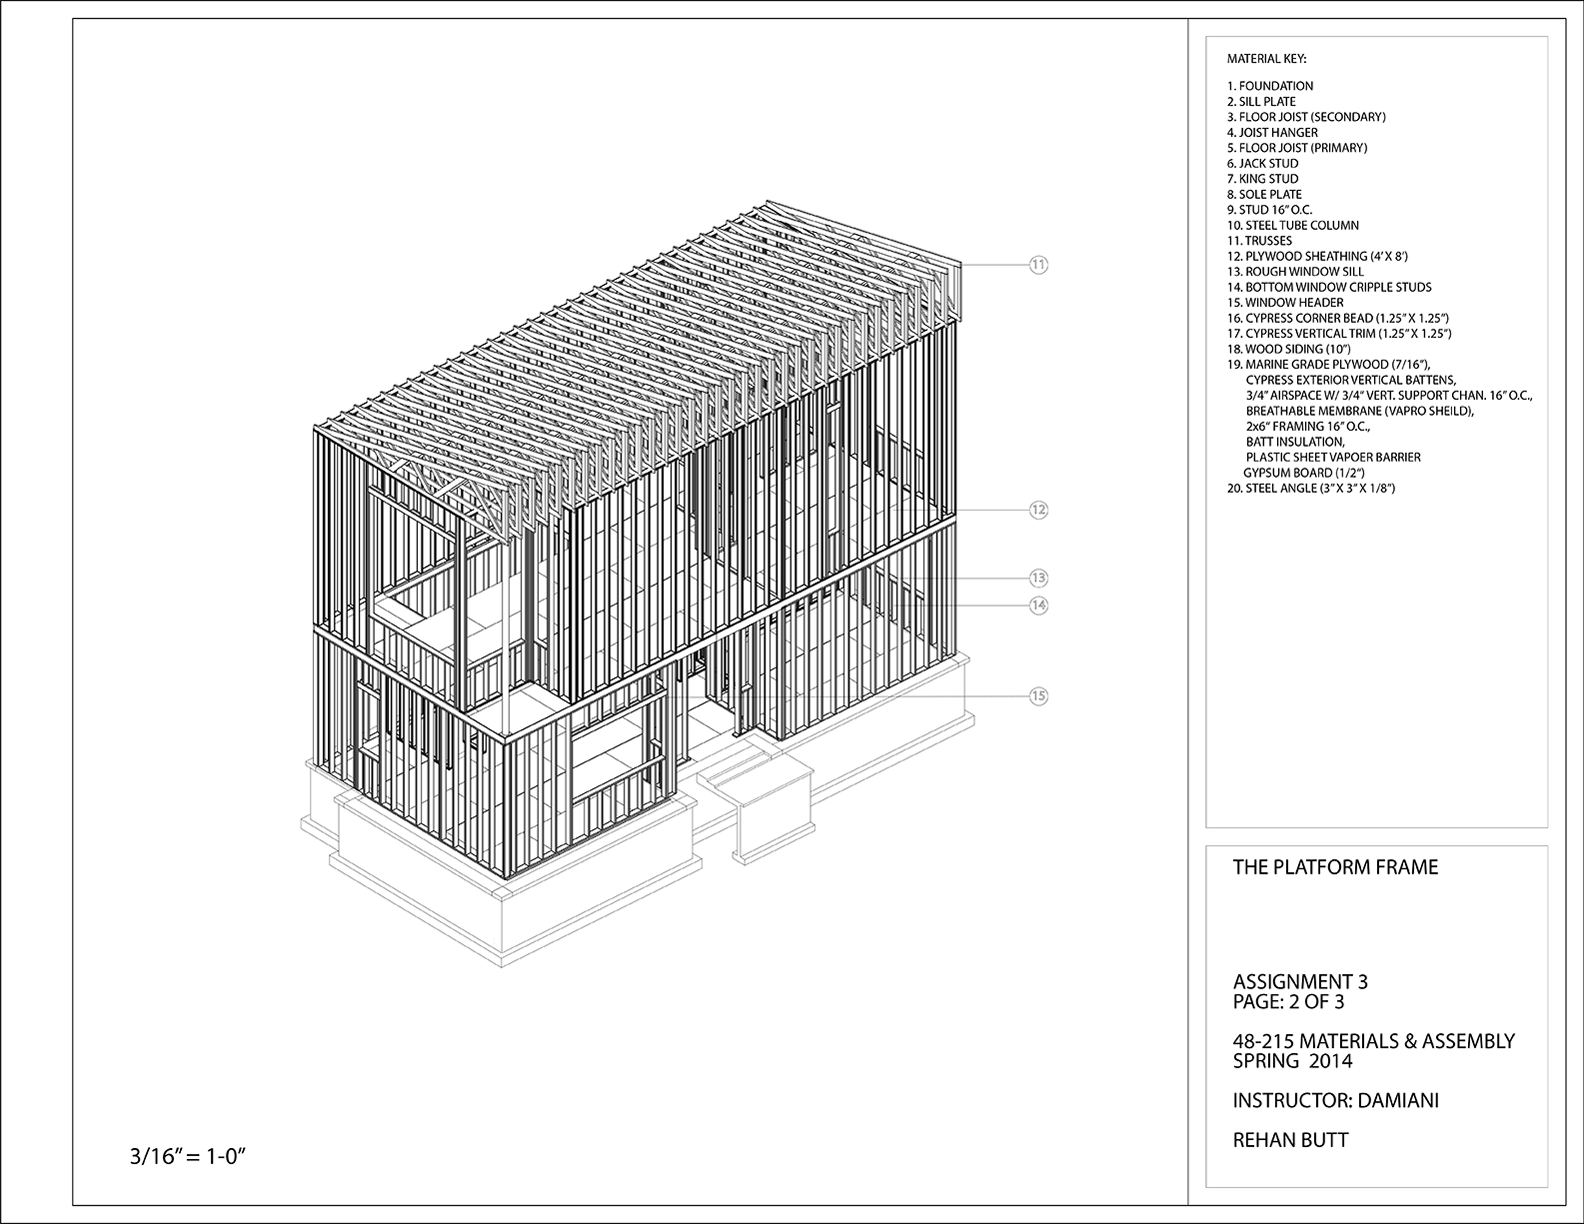 MATERIAL KEY:
1. FOUNDATION
2. SILL PLATE
3. FLOOR JOIST (SECONDARY)
4. JOIST HANGER
5. FLOOR JOIST (PRIMARY)
6. JACK STUD
7. KING STUD
8. SOLE PLATE
9. STUD 16” O.C.
10. STEEL TUBE COLUMN
11. TRUSSES
12. PLYWOOD SHEATHING (4’ X 8’)
13. ROUGH WINDOW SILL
14. BOTTOM WINDOW CRIPPLE STUDS
15. WINDOW HEADER
16. CYPRESS CORNER BEAD (1.25” X 1.25”)
17. CYPRESS VERTICAL TRIM (1.25” X 1.25”)
18. WOOD SIDING (10”)
19. MARINE GRADE PLYWOOD (7/16”),
CYPRESS EXTERIOR VERTICAL BATTENS,
3/4” AIRSPACE W/ 3/4” VERT. SUPPORT CHAN. 16” O.C.,
BREATHABLE MEMBRANE (VAPRO SHEILD),
2x6” FRAMING 16” O.C.,
BATT INSULATION,
PLASTIC SHEET VAPOER BARRIER
GYPSUM BOARD (1/2”)
20. STEEL ANGLE (3” X 3” X 1/8”)
11
12
13
14
15
3/16” = 1-0”
THE PLATFORM FRAME
ASSIGNMENT 3
PAGE: 2 OF 3
48-215 MATERIALS & ASSEMBLY
SPRING 2014
INSTRUCTOR: DAMIANI
REHAN BUTT